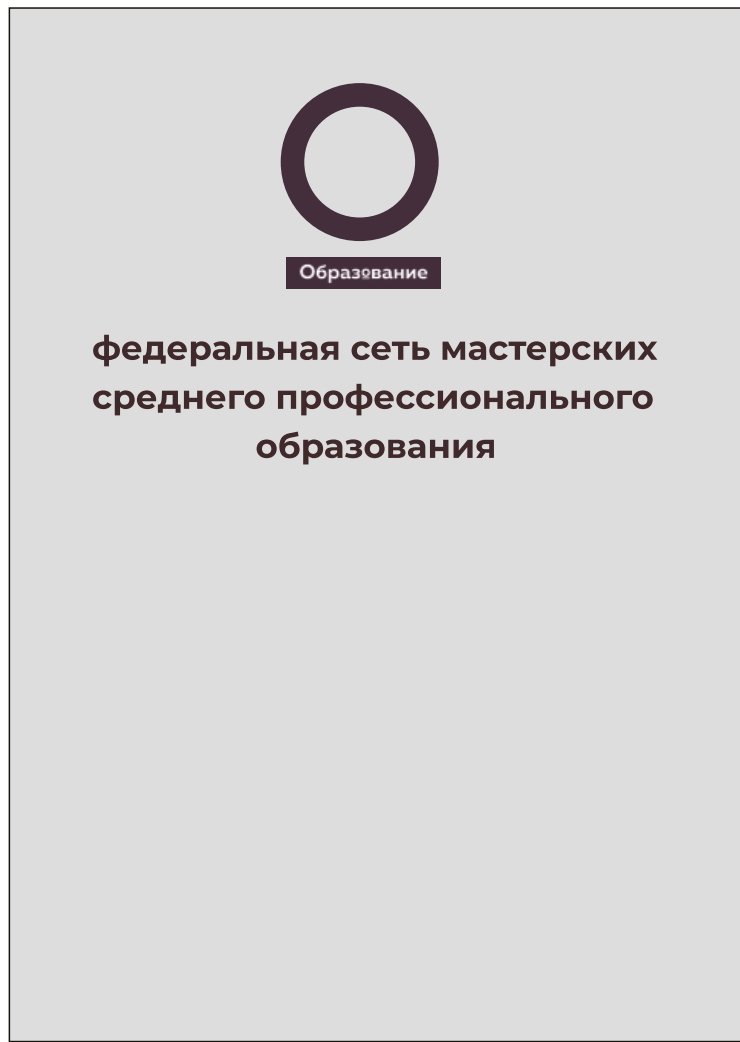 Образование
федеральная сеть мастерских
среднего профессионального
образования